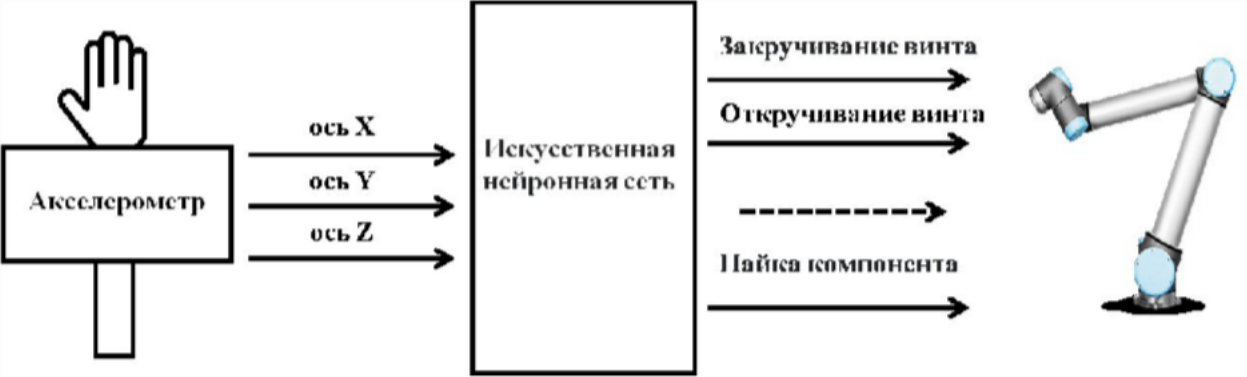 Акселерометр
ось X
ось Y
ось Z
Искусственная
нейронная сеть
Закручивание винта
Откручивание винта
Пайка компонента